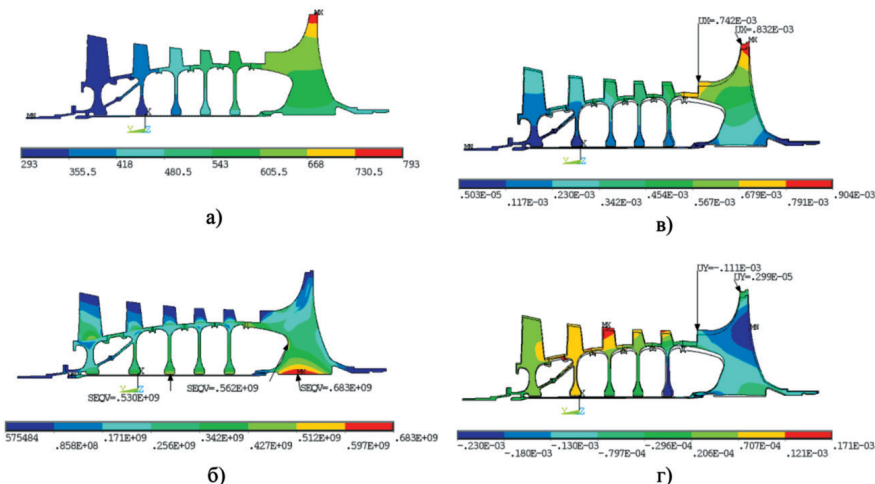 MX
MN
X
Y Z
293 355.5 418 480.5 543 605.5 668 730.5 793
а)
UX=.742E-03
UX=.832E-03
MX
MN
X
Y Z
.503E-05 .117E-03 .230E-03 .342E-03 .454E-03 .567E-03 .679E-03 .791E-03 .904E-03
в)
X
Y Z
SEQV=.530E+09
SEQV=.562E+09
SEQV=.683E+09
575484 .858E+08 .171E+09 .256E+09 .342E+09 .427E+09 .512E+09 .597E+09 .683E+09
б)
UY=-.111E-03
UY=.299E-05
MX
MN
X
Y Z
-.230E-03 -.180E-03 -.130E-03 -.797E-04 -.296E-04 .206E-04 .707E-04 .121E-03 .171E-03
г)